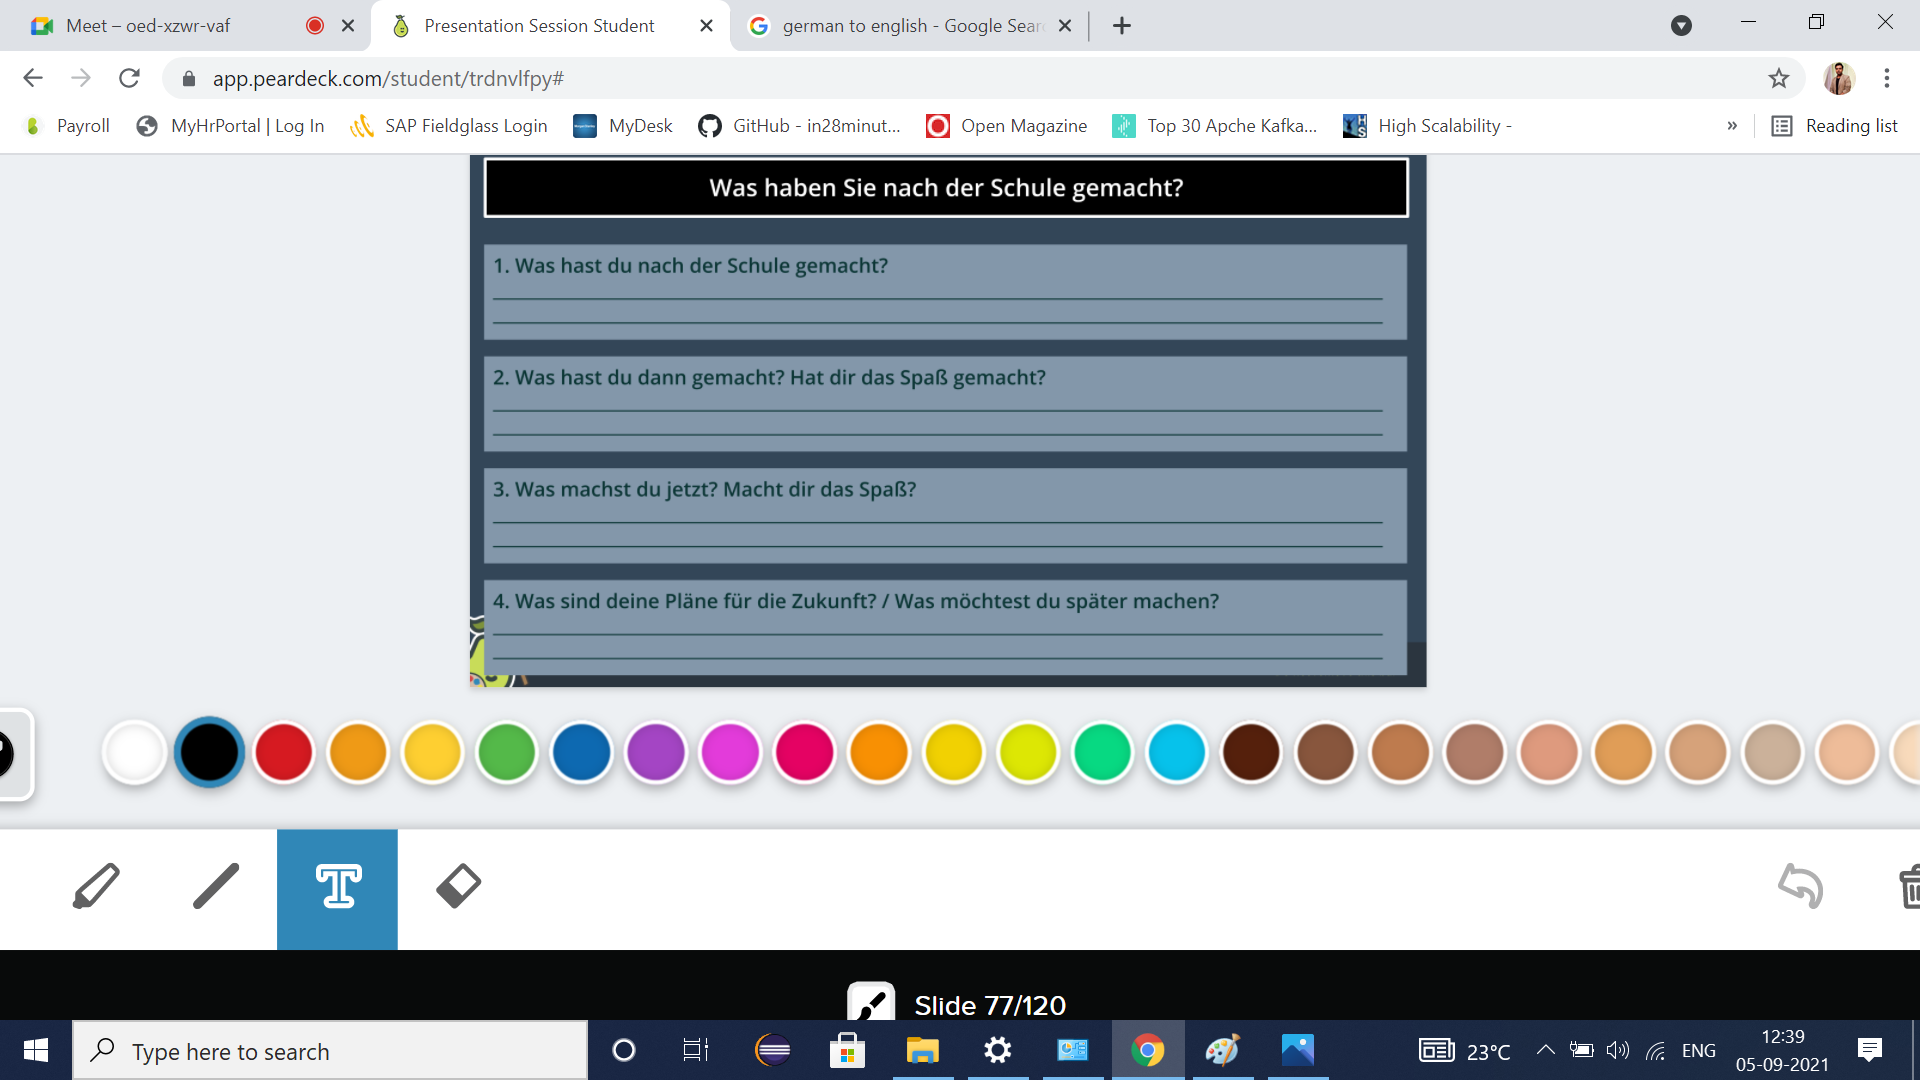 Meet – oed-xzwr-vaf
Presentation Session Student
german to english - Google Sear
app.peardeck.com/student/trdnvlfpy#
Payroll
MyHrPortal | Log In
SAP Fieldglass Login
MyDesk
GitHub - in28minut...
Open Magazine
Top 30 Apche Kafka...
High Scalability -
»
Reading list
Was haben Sie nach der Schule gemacht?
1. Was hast du nach der Schule gemacht?
2. Was hast du dann gemacht? Hat dir das Spaß gemacht?
3. Was machst du jetzt? Macht dir das Spaß?
4. Was sind deine Pläne für die Zukunft? / Was möchtest du später machen?
T
Slide 77/120
Type here to search
23°C
ENG
12:39
05-09-2021